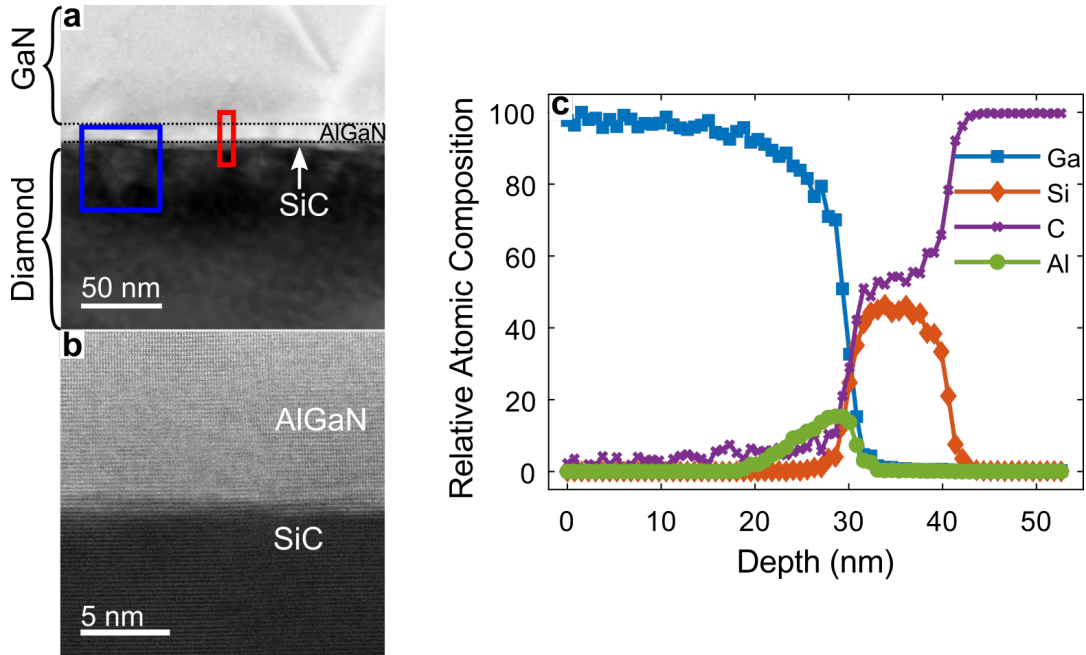 a
GaN
AlGaN
SiC
Diamond
50 nm
b
AlGaN
SiC
5 nm
c
Relative Atomic Composition
100
80
60
40
20
0
Ga
Si
C
Al
0 10 20 30 40 50
Depth (nm)